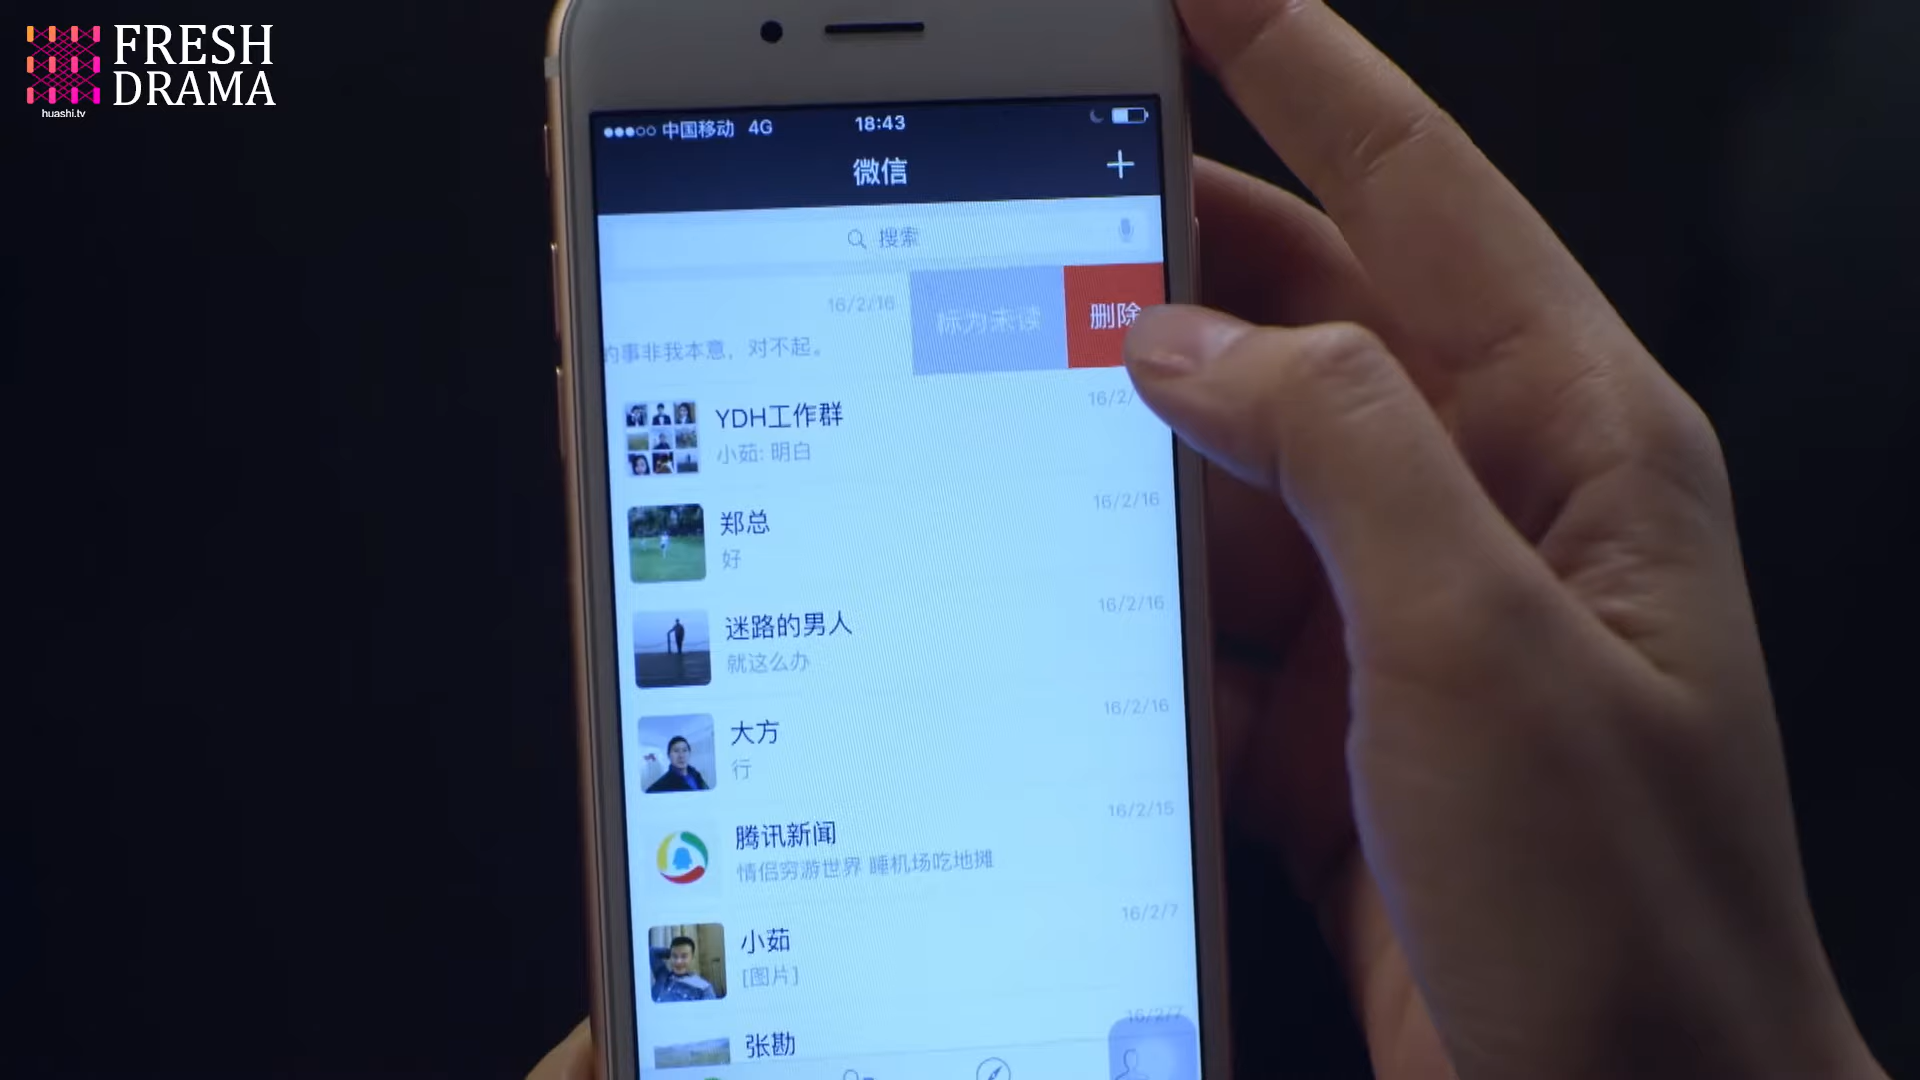 FRESH
DRAMA
huashi.tv
中国移动 4G 18:43
微信
搜索
16/2/16
的事非我本意，对不起。
标为未读
删除
YDH工作群
16/2/
小茹: 明白
郑总
16/2/16
好
迷路的男人
16/2/16
就这么办
大方
16/2/16
行
腾讯新闻
16/2/15
情侣穷游世界 睡机场吃地摊
小茹
16/2/7
[图片]
张勘
16/2/7